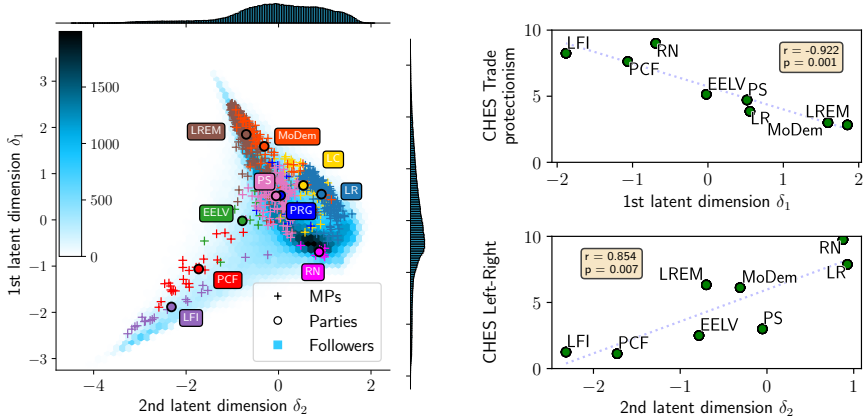 1st latent dimension δ1
3
2
1
0
−1
−2
−3
1500
1000
500
0
LREM
MoDem
LC
PS
LR
EELV
PRG
RN
PCF
LFI
MPs
Parties
Followers
−4
−2
0
2
2nd latent dimension δ2
CHES Trade
protectionism
10
5
0
LFI
RN
PCF
EELV
PS
LR
LREM
MoDem
r = -0.922
p = 0.001
−2
−1
0
1
2
1st latent dimension δ1
CHES Left-Right
10
5
0
r = 0.854
p = 0.007
RN
LREM
MoDem
LR
PS
EELV
LFI
PCF
−2
−1
0
1
2nd latent dimension δ2